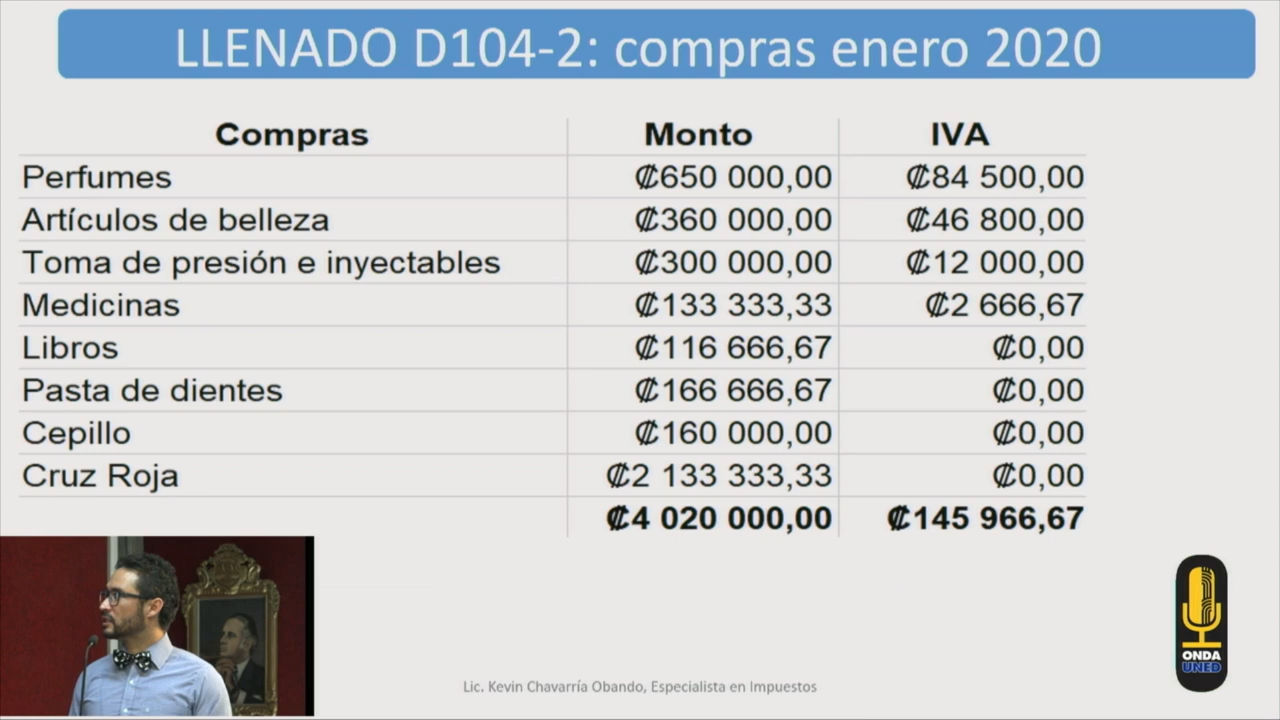 LLENADO D104-2: compras enero 2020
Compras Monto IVA
Perfumes ₡650 000,00 ₡84 500,00
Artículos de belleza ₡360 000,00 ₡46 800,00
Toma de presión e inyectables ₡300 000,00 ₡12 000,00
Medicinas ₡133 333,33 ₡2 666,67
Libros ₡116 666,67 ₡0,00
Pasta de dientes ₡166 666,67 ₡0,00
Cepillo ₡160 000,00 ₡0,00
Cruz Roja ₡2 133 333,33 ₡0,00
₡4 020 000,00 ₡145 966,67
ONDA
UNED
Lic. Kevin Chavarría Obando, Especialista en Impuestos